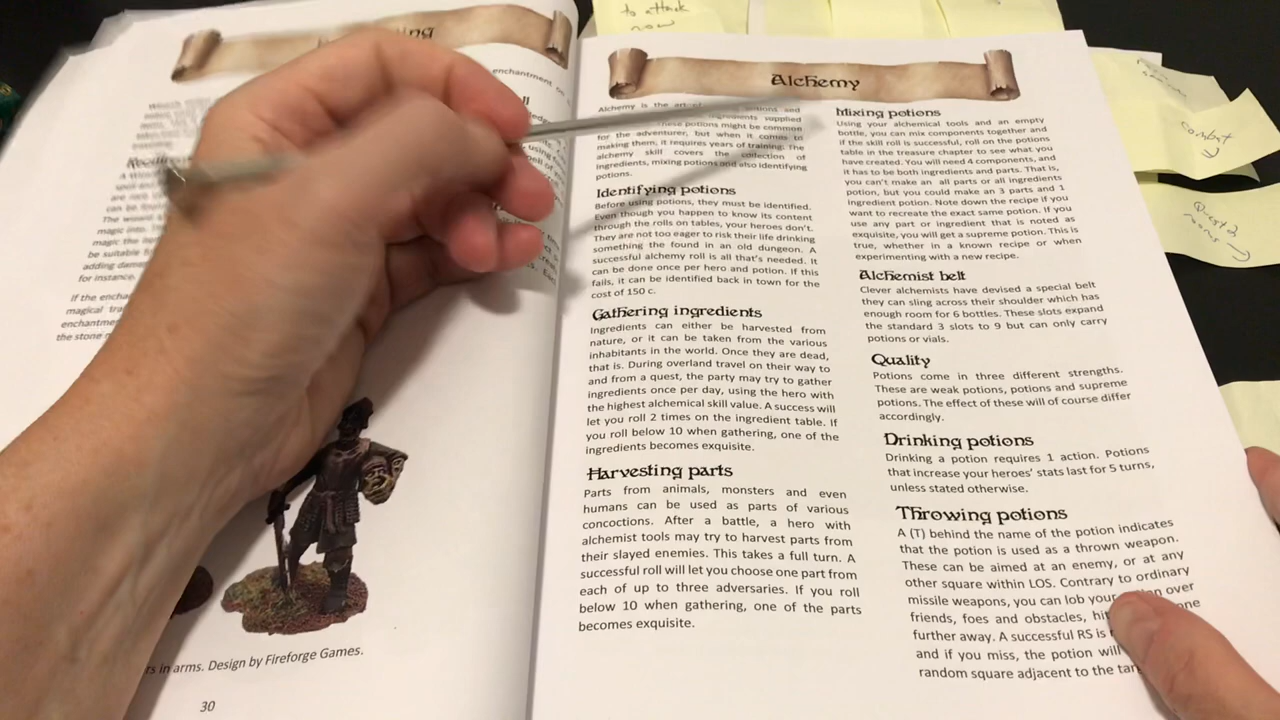 to attack
now
enchantment
If the
magical
enchantment
the stone
rs in arms. Design by Fireforge Games.
30
Alchemy
Alchemy is the
supplied
these potions might be common
for the adventurer, but when it comes to
making them, it requires years of training. The
alchemy skill covers the collection of
ingredients, mixing potions and also identifying
potions.
Identifying potions
Before using potions, they must be identified.
Even though you happen to know its content
through the rolls on tables, your heroes don't.
They are not too eager to risk their life drinking
something the found in an old dungeon. A
successful alchemy roll is all that's needed. It
can be done once per hero and potion. If this
fails, it can be identified back in town for the
cost of 150 c.
Gathering ingredients
Ingredients can either be harvested from
nature, or it can be taken from the various
inhabitants in the world. Once they are dead,
that is. During overland travel on their way to
and from a quest, the party may try to gather
ingredients once per day, using the hero with
the highest alchemical skill value. A success will
let you roll 2 times on the ingredient table. If
you roll below 10 when gathering, one of the
ingredients becomes exquisite.
Harvesting parts
Parts from animals, monsters and even
humans can be used as parts of various
concoctions. After a battle, a hero with
alchemist tools may try to harvest parts from
their slayed enemies. This takes a full turn. A
successful roll will let you choose one part from
each of up to three adversaries. If you roll
below 10 when gathering, one of the parts
becomes exquisite.
Mixing potions
Using your alchemical tools and an empty
bottle, you can mix components together and
if the skill roll is successful, roll on the potions
table in the treasure chapter to see what you
have created. You will need 4 components, and
it has to be both ingredients and parts. That is,
you can't make an all parts or all ingredients
potion, but you could make an 3 parts and 1
ingredient potion. Note down the recipe if you
want to recreate the exact same potion. If you
use any part or ingredient that is noted as
exquisite, you will get a supreme potion. This is
true, whether in a known recipe or when
experimenting with a new recipe.
Alchemist belt
Clever alchemists have devised a special belt
they can sling across their shoulder which has
enough room for 6 bottles. These slots expand
the standard 3 slots to 9 but can only carry
potions or vials.
Quality
Potions come in three different strengths.
These are weak potions, potions and supreme
potions. The effect of these will of course differ
accordingly.
Drinking potions
Drinking a potion requires 1 action. Potions
that increase your heroes' stats last for 5 turns,
unless stated otherwise.
Throwing potions
A (T) behind the name of the potion indicates
that the potion is used as a thrown weapon.
These can be aimed at an enemy, or at any
other square within LOS. Contrary to ordinary
missile weapons, you can lob your over
friends, foes and obstacles, one
further away. A successful RS is
and if you miss, the potion will
random square adjacent to the
Combat
Quest
rooms